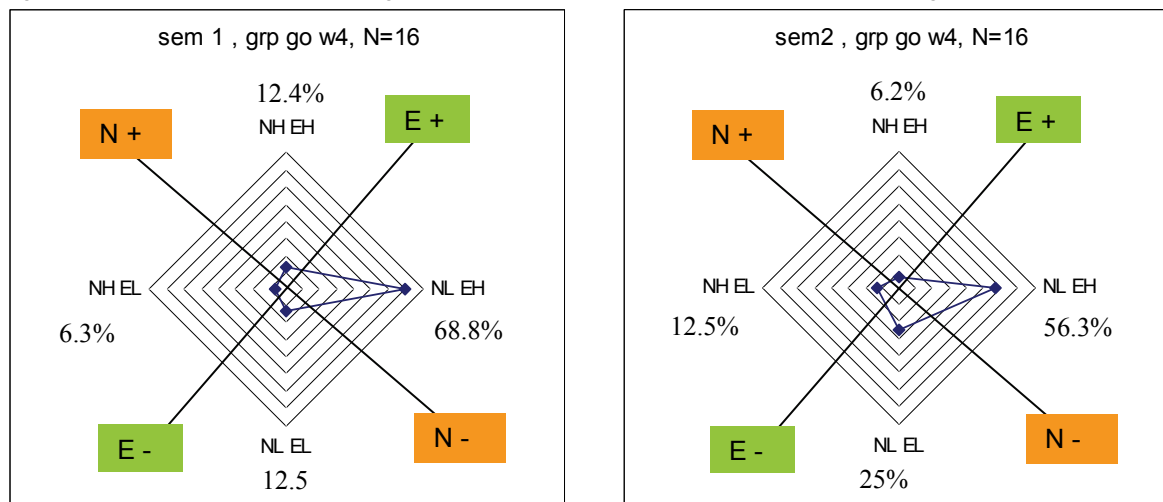 sem 1 , grp go w4, N=16
12.4%
N +
E +
NH EH
NH EL
NL EH
6.3%
68.8%
E -
N -
NL EL
12.5
sem2 , grp go w4, N=16
6.2%
N +
E +
NH EH
NH EL
NL EH
12.5%
56.3%
E -
N -
NL EL
25%